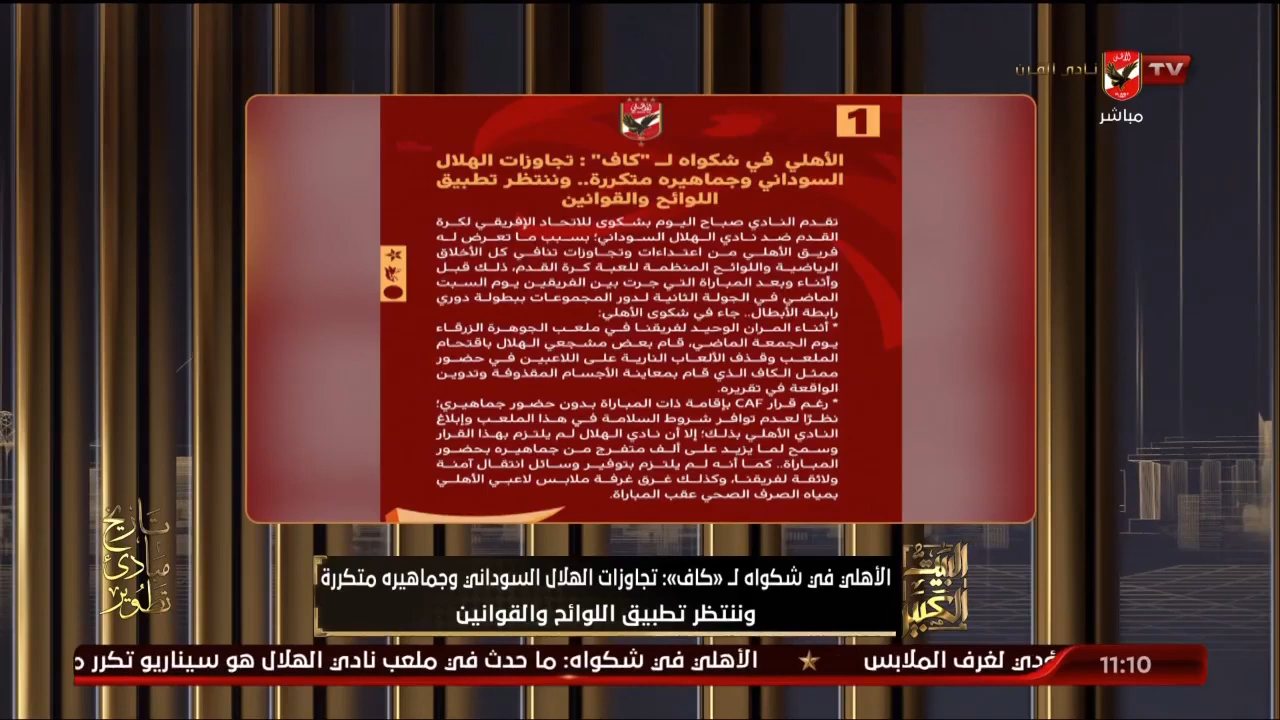 نادي القرن
TV
مباشر
1
الأهلي في شكواه لـ "كاف" : تجاوزات الهلال
السوداني وجماهيره متكررة.. وننتظر تطبيق
اللوائح والقوانين
تقدم النادي صباح اليوم بشكوى للاتحاد الإفريقي لكرة
القدم ضد نادي الهلال السوداني؛ بسبب ما تعرض له
فريق الأهلي من اعتداءات وتجاوزات تنافي كل الأخلاق
الرياضية واللوائح المنظمة للعبة كرة القدم، ذلك قبل
وأثناء وبعد المباراة التي جرت بين الفريقين يوم السبت
الماضي في الجولة الثانية لدور المجموعات ببطولة دوري
رابطة الأبطال.. جاء في شكوى الأهلي:
* أثناء المران الوحيد لفريقنا في ملعب الجوهرة الزرقاء
يوم الجمعة الماضي، قام بعض مشجعي الهلال باقتحام
الملعب وقذف الألعاب النارية على اللاعبين في حضور
ممثل الكاف الذي قام بمعاينة الأجسام المقذوفة وتدوين
الواقعة في تقريره.
* رغم قرار CAF بإقامة ذات المباراة بدون حضور جماهيري؛
نظرًا لعدم توافر شروط السلامة في هذا الملعب وإبلاغ
النادي الأهلي بذلك؛ إلا أن نادي الهلال لم يلتزم بهذا القرار
وسمح لما يزيد على ألف متفرج من جماهيره بحضور
المباراة.. كما أنه لم يلتزم بتوفير وسائل انتقال آمنة
ولائقة لفريقنا، وكذلك غرق غرفة ملابس لاعبي الأهلي
بمياه الصرف الصحي عقب المباراة.
تاريخ
مبادئ
تطوير
البيت
الكبير
الأهلي في شكواه لـ «كاف»: تجاوزات الهلال السوداني وجماهيره متكررة
وننتظر تطبيق اللوائح والقوانين
11:10
لغرف الملابس
الأهلي في شكواه: ما حدث في ملعب نادي الهلال هو سيناريو تكرر